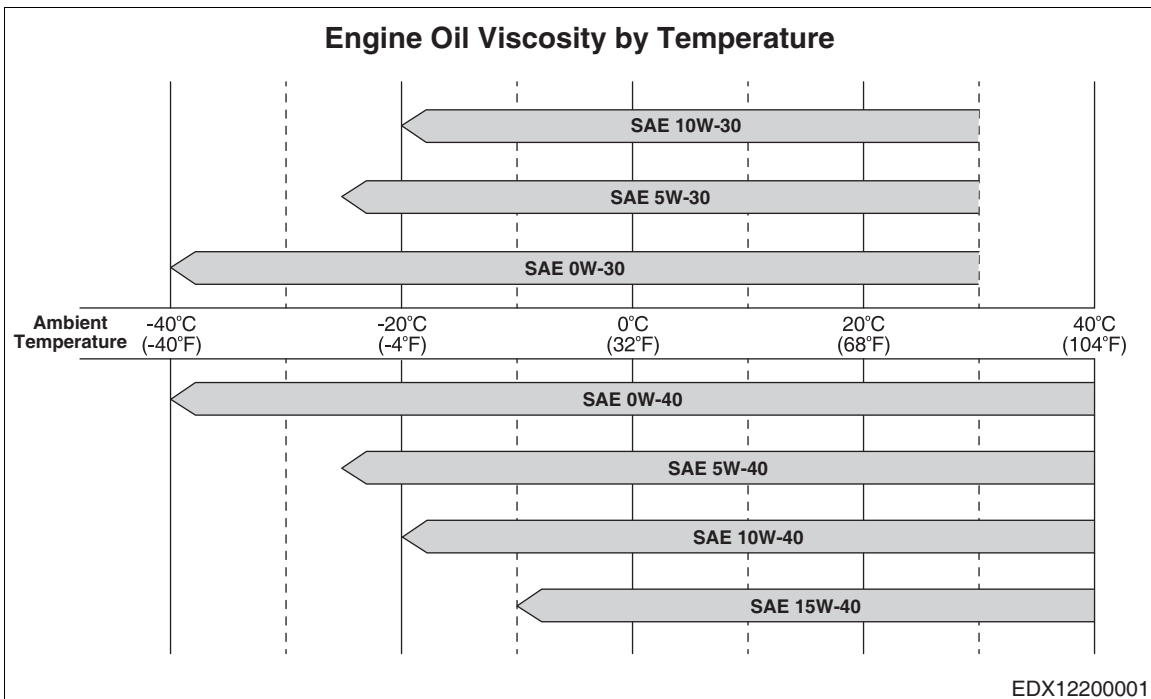 Engine Oil Viscosity by Temperature
SAE 10W-30
SAE 5W-30
SAE 0W-30
Ambient
Temperature
-40°C
(-40°F)
-20°C
(-4°F)
0°C
(32°F)
20°C
(68°F)
40°C
(104°F)
SAE 0W-40
SAE 5W-40
SAE 10W-40
SAE 15W-40
EDX12200001